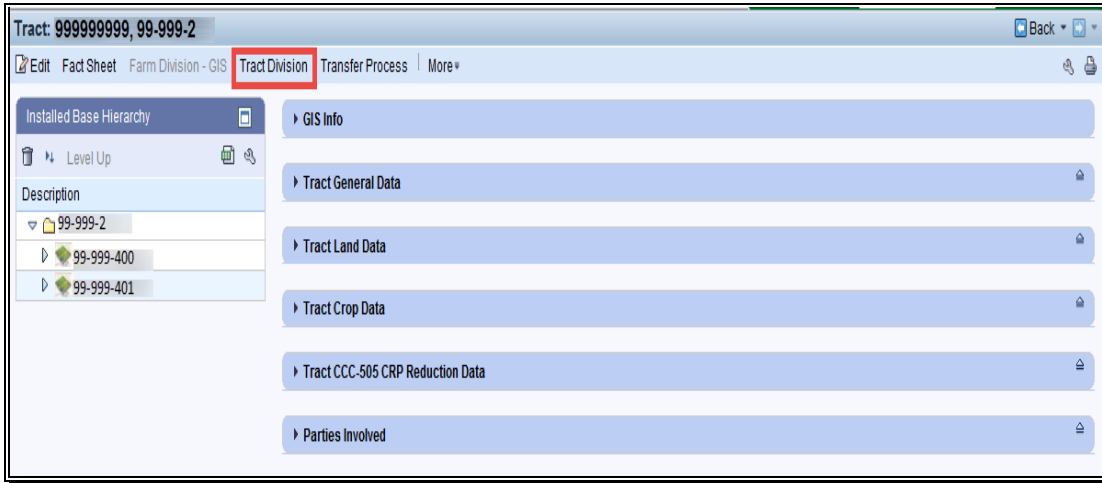 Tract: 999999999, 99-999-2
Back
Edit Fact Sheet Farm Division - GIS Tract Division Transfer Process More
Installed Base Hierarchy
Level Up
Description
99-999-2
99-999-400
99-999-401
GIS Info
Tract General Data
Tract Land Data
Tract Crop Data
Tract CCC-505 CRP Reduction Data
Parties Involved